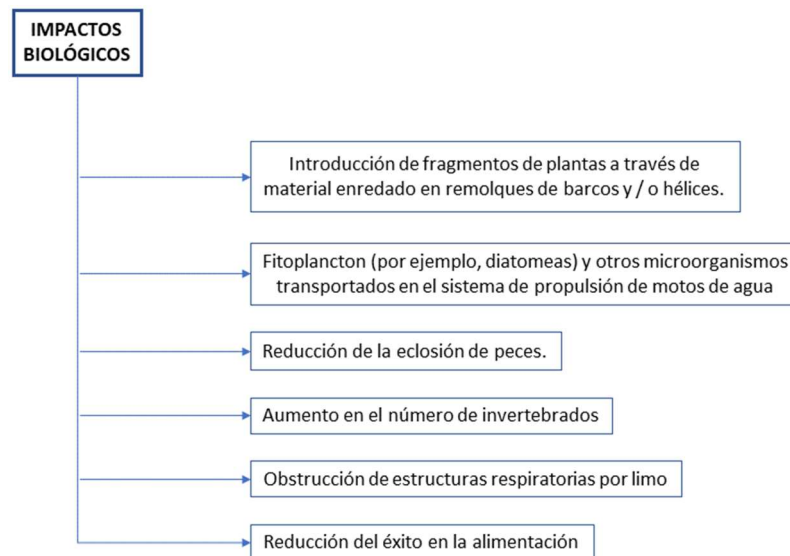 IMPACTOS
BIOLÓGICOS
Introducción de fragmentos de plantas a través de
material enredado en remolques de barcos y / o hélices.
Fitoplancton (por ejemplo, diatomeas) y otros microorganismos
transportados en el sistema de propulsión de motos de agua
Reducción de la eclosión de peces.
Aumento en el número de invertebrados
Obstrucción de estructuras respiratorias por limo
Reducción del éxito en la alimentación